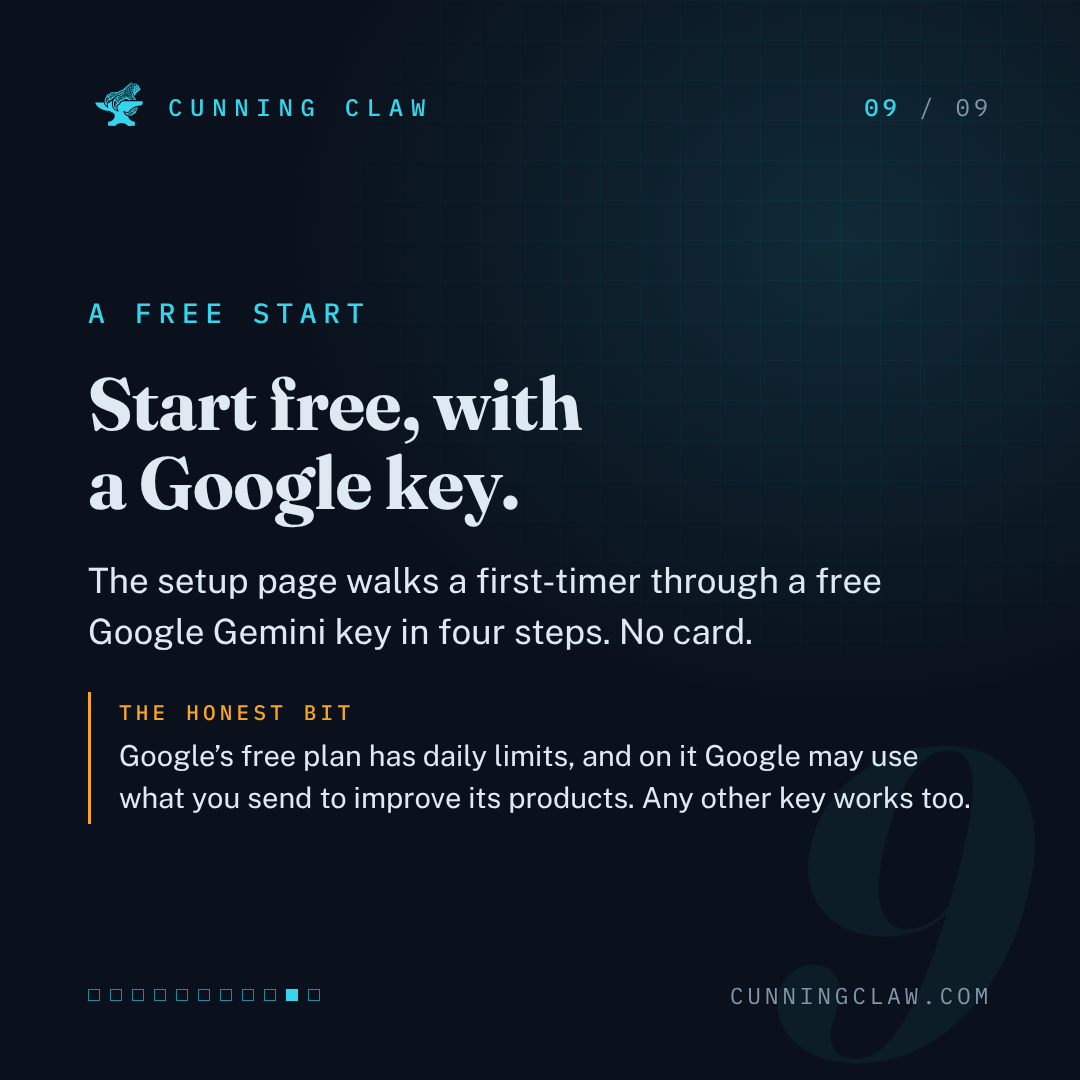 CUNNING CLAW
09 / 09
A FREE START
Start free, with
a Google key.
The setup page walks a first-timer through a free
Google Gemini key in four steps. No card.
THE HONEST BIT
Google’s free plan has daily limits, and on it Google may use
what you send to improve its products. Any other key works too.
9
CUNNINGCLAW.COM